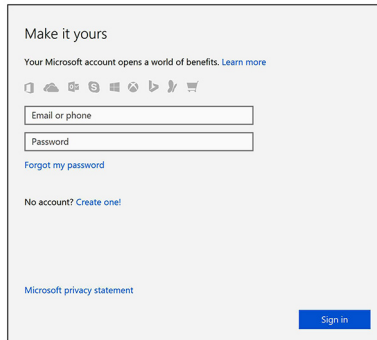 Make it yours
Your Microsoft account opens a world of benefits. Learn more
Email or phone
Password
Forgot my password
No account? Create one!
Microsoft privacy statement
Sign in